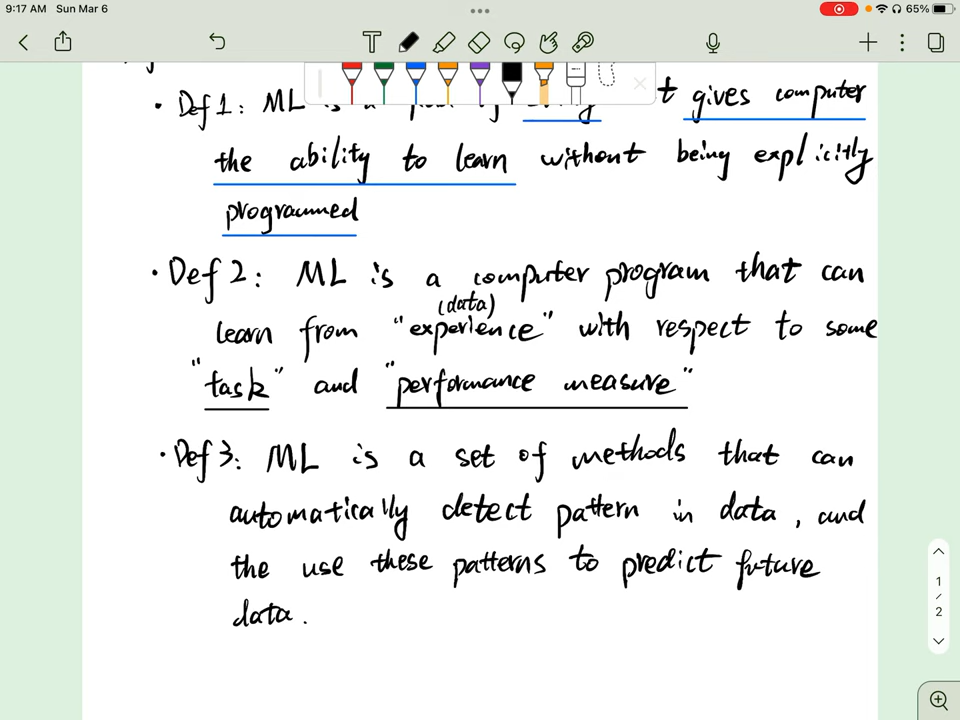 9:17 AM Sun Mar 6
65%
T
· Def 1: ML is a t gives computer
the ability to learn without being explicitly
programmed
· Def 2: ML is a computer program that can
(data)
learn from "experience" with respect to some
"task" and "performance measure"
· Def 3: ML is a set of methods that can
automatically detect pattern in data, and
the use these patterns to predict future
data.
1
/
2